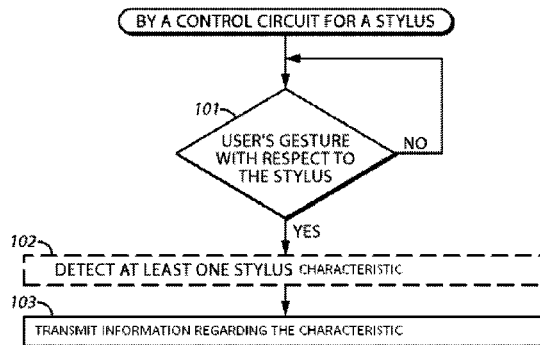 BY A CONTROL CIRCUIT FOR A STYLUS
101
USER'S GESTURE
WITH RESPECT TO
THE STYLUS
NO
YES
102
DETECT AT LEAST ONE STYLUS CHARACTERISTIC
103
TRANSMIT INFORMATION REGARDING THE CHARACTERISTIC